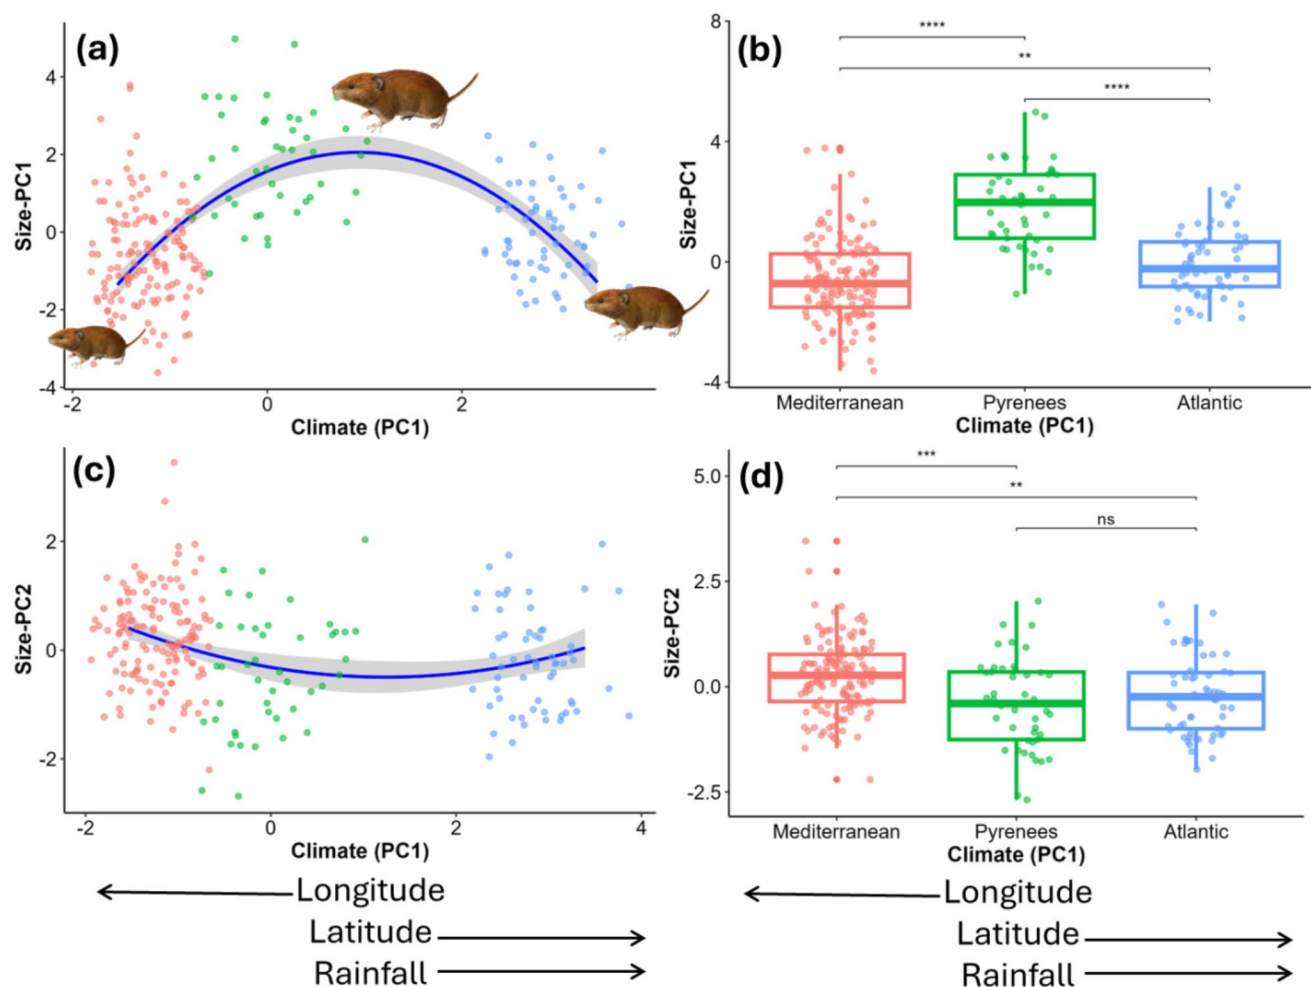 (a)
4
2
0
-2
-4
Size-PC1
-2 0 2
Climate (PC1)
(b)
8
4
0
-4
Size-PC1
****
**
****
Mediterranean Pyrenees Atlantic
Climate (PC1)
(c)
2
0
-2
Size-PC2
-2 0 2 4
Climate (PC1)
(d)
5.0
2.5
0.0
-2.5
Size-PC2
***
**
ns
Mediterranean Pyrenees Atlantic
Climate (PC1)
Longitude
Latitude
Rainfall
Longitude
Latitude
Rainfall